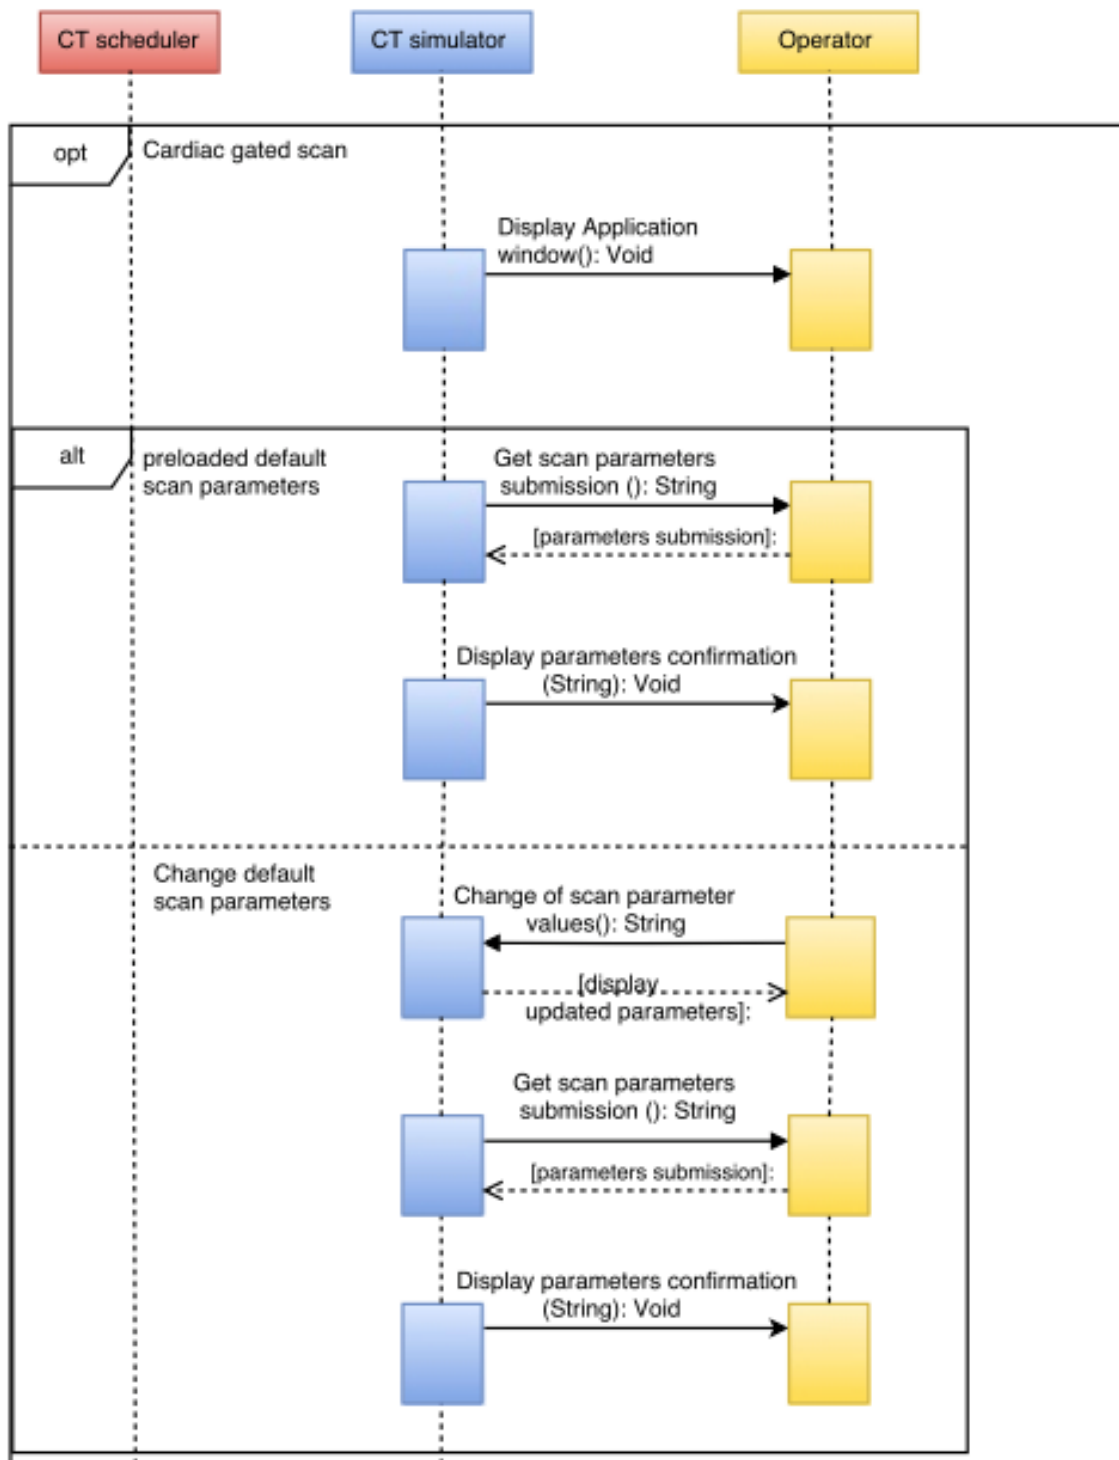 CT scheduler
CT simulator
Operator
opt
Cardiac gated scan
Display Application
window(): Void
alt
preloaded default
scan parameters
Get scan parameters
submission (): String
[parameters submission]:
Display parameters confirmation
(String): Void
Change default
scan parameters
Change of scan parameter
values(): String
[display
updated parameters]:
Get scan parameters
submission (): String
[parameters submission]:
Display parameters confirmation
(String): Void